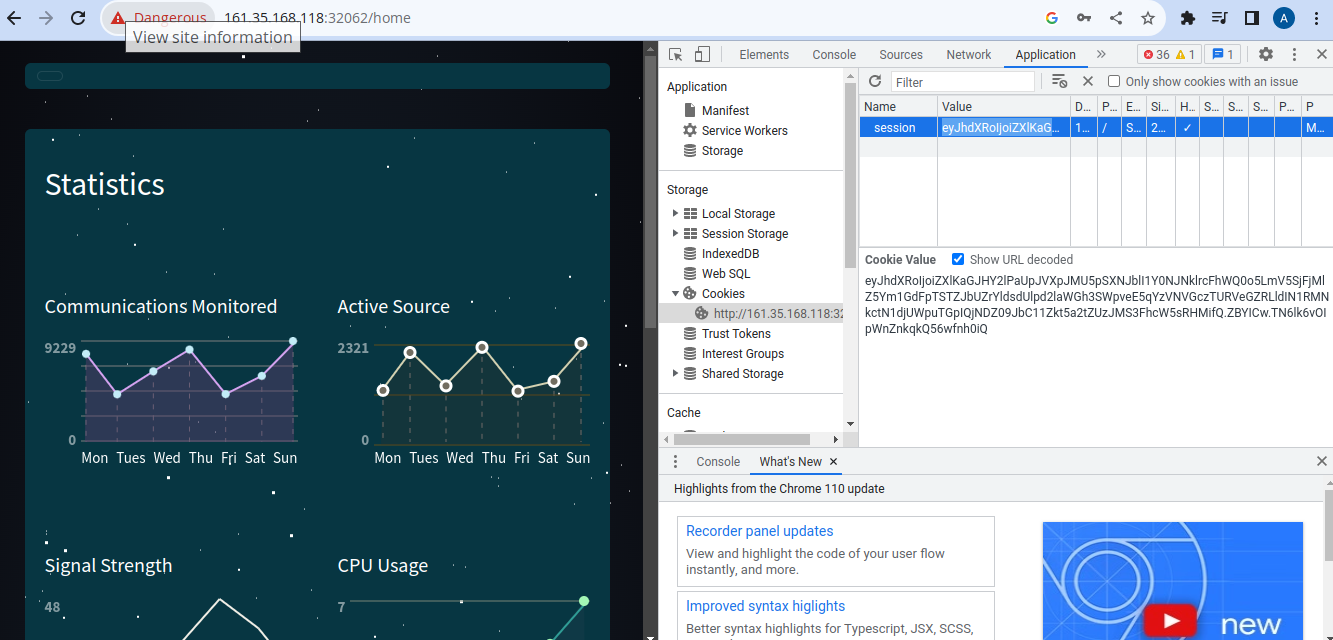 Dangerous 161.35.168.118:32062/home
View site information
A
Elements Console Sources Network Application 36 1 1
Application
Manifest
Service Workers
Storage
Storage
Local Storage
Session Storage
IndexedDB
Web SQL
Cookies
http://161.35.168.118:32
Trust Tokens
Interest Groups
Shared Storage
Cache
Filter
Only show cookies with an issue
Name Value D... P... E... Si... H... S... S... S... P... P
session eyJhdXRoIjoiZXlKaG... 1... / S... 2... ✓ M...
Cookie Value Show URL decoded
Statistics
Communications Monitored
9229
0
Mon Tues Wed Thu Fri Sat Sun
Active Source
2321
0
Mon Tues Wed Thu Fri Sat Sun
Signal Strength
48
CPU Usage
7
Console What's New
Highlights from the Chrome 110 update
Recorder panel updates
View and highlight the code of your user flow
instantly, and more.
Improved syntax higlights
Better syntax highlights for Typescript, JSX, SCSS,
new